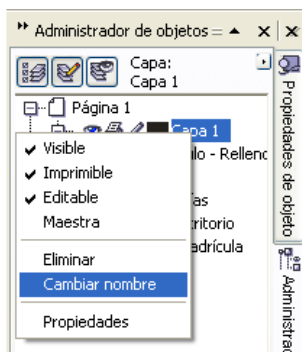 Administrador de objetos
Capa:
Capa 1
Página 1
Capa 1
Visible
Imprimible
Editable
Maestra
Eliminar
Cambiar nombre
Propiedades
Rellenc
Propiedades de objeto